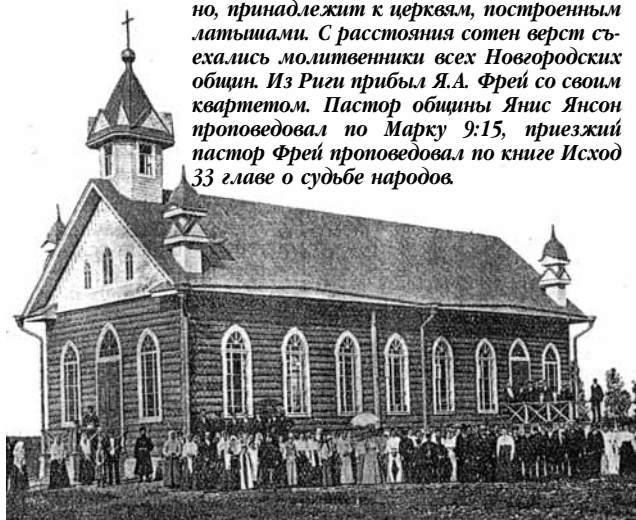 но, принадлежит к церквям, построенным
латышами. С расстояния сотен верст съ-
ехались молитвенники всех Новгородских
общин. Из Риги прибыл Я.А. Фрей со своим
квартетом. Пастор общины Янис Янсон
проповедовал по Марку 9:15, приезжий
пастор Фрей проповедовал по книге Исход
33 главе о судьбе народов.